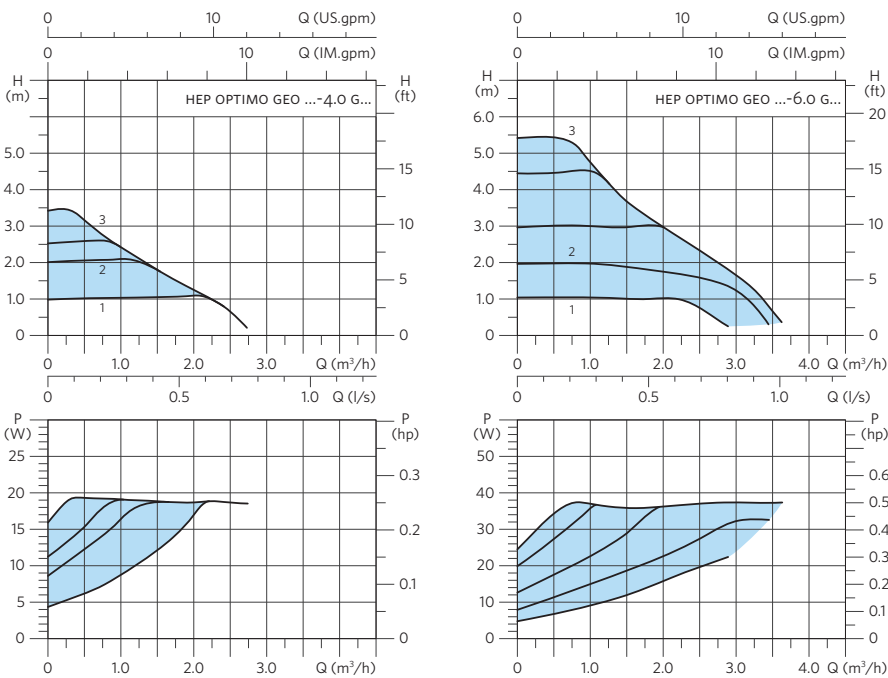 0 10 Q (US.gpm)
0 10 Q (IM.gpm)
H (m)
H (ft)
HEP OPTIMO GEO ...-4.0 G...
5.0
4.0
3.0
2.0
1.0
0
15
10
5
0
3
2
1
0 1.0 2.0 3.0 Q (m³/h)
0 0.5 1.0 Q (l/s)
P (W)
P (hp)
25
20
15
10
5
0
0.3
0.2
0.1
0
0 1.0 2.0 3.0 Q (m³/h)
0 10 Q (US.gpm)
0 10 Q (IM.gpm)
H (m)
H (ft)
HEP OPTIMO GEO ...-6.0 G...
6.0
5.0
4.0
3.0
2.0
1.0
0
20
15
10
5
0
3
2
1
0 1.0 2.0 3.0 4.0 Q (m³/h)
0 0.5 1.0 Q (l/s)
P (W)
P (hp)
50
40
30
20
10
0
0.6
0.5
0.4
0.3
0.2
0.1
0
0 1.0 2.0 3.0 4.0 Q (m³/h)